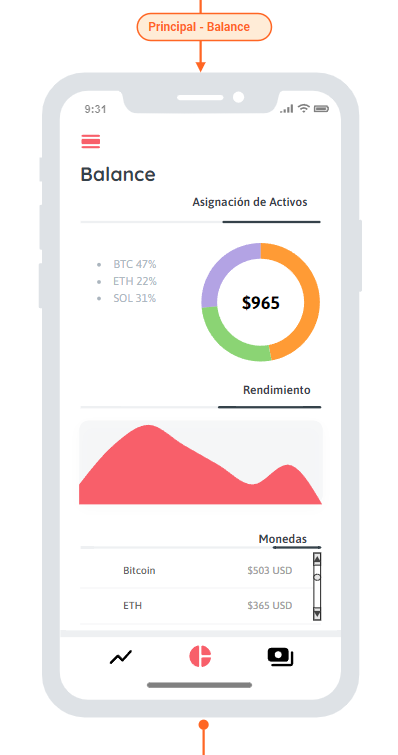 Principal - Balance
9:31
Balance
Asignación de Activos
BTC 47%
ETH 22%
SOL 31%
$965
Rendimiento
Monedas
Bitcoin $503 USD
ETH $365 USD